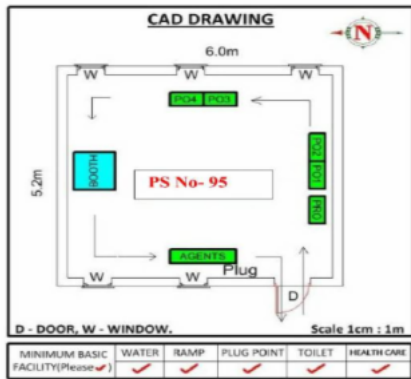 CAD DRAWING
N
6.0m
W W W
PO4 PO3
5.2m
BOOTH
PS No- 95
PO2
PO1
PRO
AGENTS
Plug
W W
D
D - DOOR, W - WINDOW.
Scale 1cm : 1m
MINIMUM BASIC FACILITY(Please ✓)
WATER
RAMP
PLUG POINT
TOILET
HEALTH CARE
✓ ✓ ✓ ✓ ✓